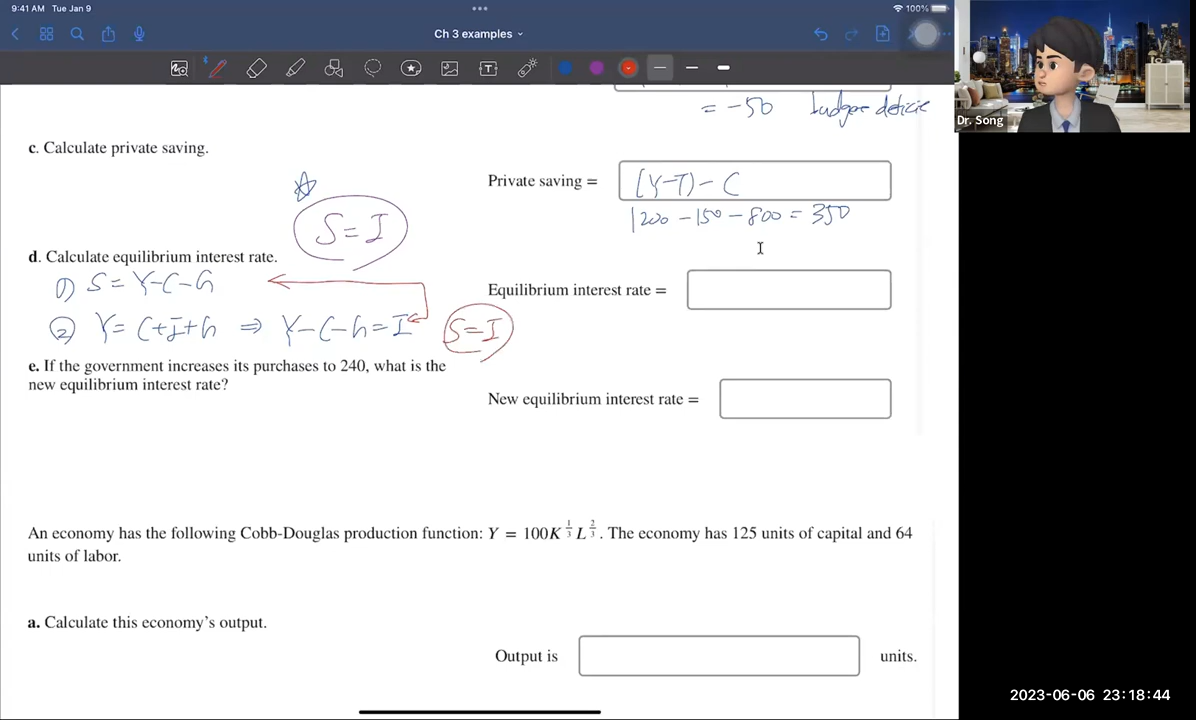 9:41 AM Tue Jan 9
100%
Ch 3 examples
= -50 budget deficit
Dr. Song
c. Calculate private saving.
Private saving = (Y-T) - C
1200 - 150 - 800 = 350
S = I
d. Calculate equilibrium interest rate.
① S = Y-C-G
Equilibrium interest rate =
② Y = C+I+G ⇒ Y-C-G = I S=I
e. If the government increases its purchases to 240, what is the
new equilibrium interest rate?
New equilibrium interest rate =
An economy has the following Cobb-Douglas production function: Y = 100K^{1/3} L^{2/3}. The economy has 125 units of capital and 64
units of labor.
a. Calculate this economy's output.
Output is units.
2023-06-06 23:18:44